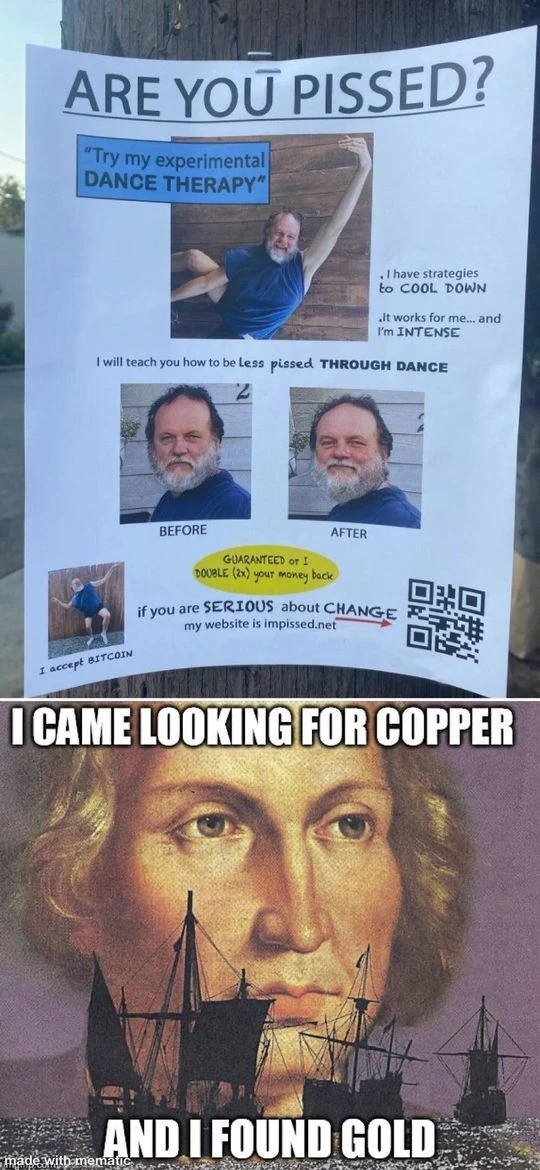 ARE YOU PISSED?
"Try my experimental
DANCE THERAPY"
. I have strategies
to COOL DOWN
.It works for me... and
I'm INTENSE
I will teach you how to be less pissed THROUGH DANCE
2
2
BEFORE
AFTER
GUARANTEED or I
DOUBLE (2x) your money back
if you are SERIOUS about CHANGE
my website is impissed.net
I accept BITCOIN
I CAME LOOKING FOR COPPER
AND I FOUND GOLD
made with mematic